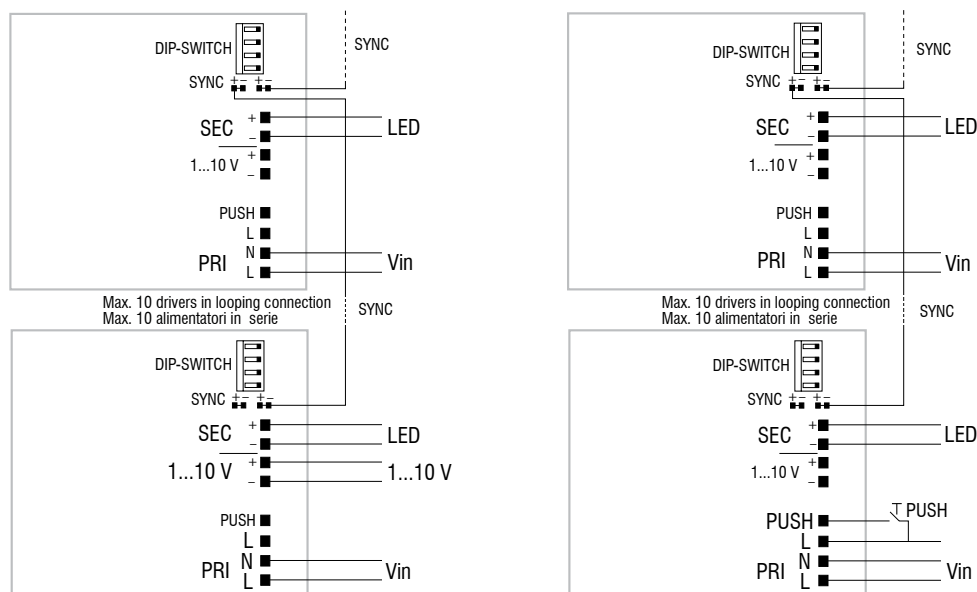 SYNC
DIP-SWITCH
SYNC + - + -
SEC + LED
-
1...10 V +
-
PUSH
L
PRI N Vin
L
Max. 10 drivers in looping connection
Max. 10 alimentatori in serie
SYNC
DIP-SWITCH
SYNC + - + -
SEC + LED
-
1...10 V + 1...10 V
-
PUSH
L
PRI N Vin
L
SYNC
DIP-SWITCH
SYNC + - + -
SEC + LED
-
1...10 V +
-
PUSH
L
PRI N Vin
L
Max. 10 drivers in looping connection
Max. 10 alimentatori in serie
SYNC
DIP-SWITCH
SYNC + - + -
SEC + LED
-
1...10 V +
-
PUSH PUSH
L
PRI N Vin
L